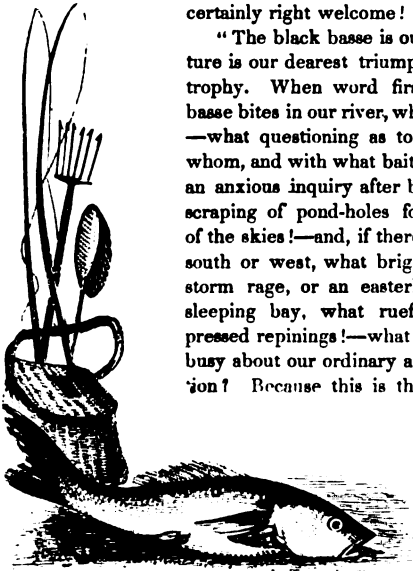 certainly right welcome!
"The black basse is ou
ture is our dearest triump
trophy. When word fir
basse bites in our river, wh
—what questioning as to
whom, and with what bait
an anxious inquiry after b
scraping of pond-holes fo
of the skies!—and, if there
south or west, what brig
storm rage, or an easter
sleeping bay, what ruef
pressed repinings!—what
busy about our ordinary a
tion? Because this is th